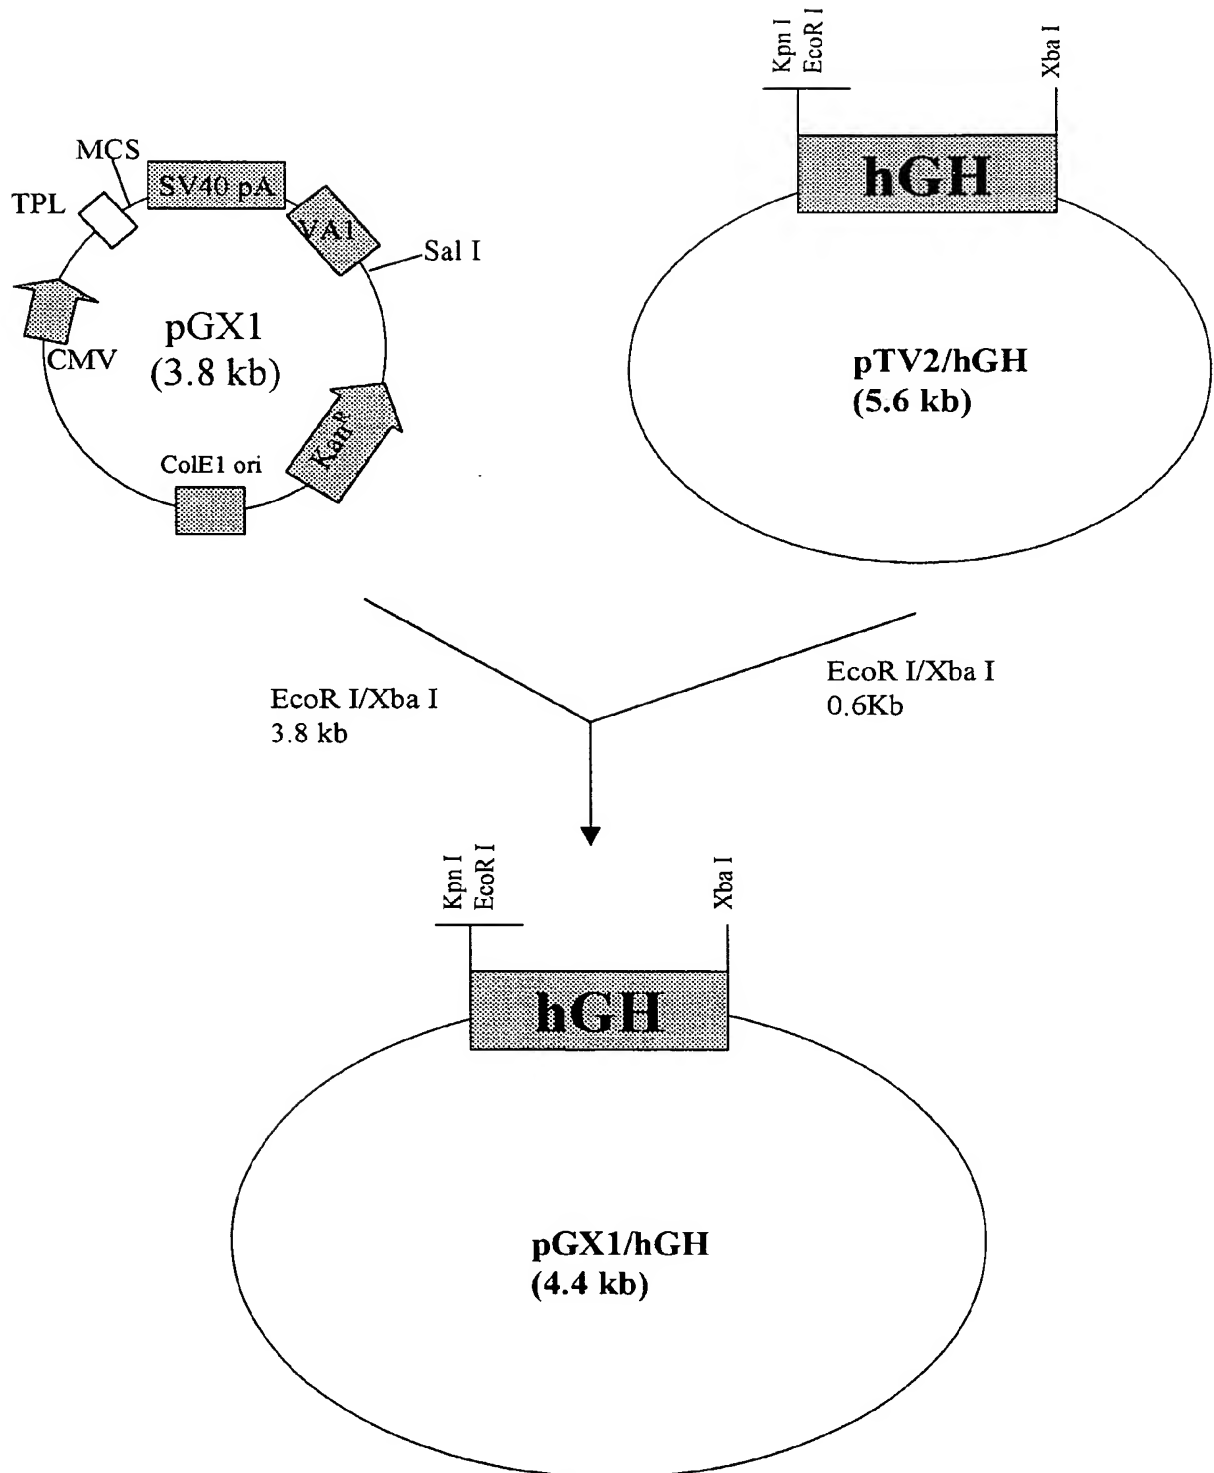 Kpn I
EcoR I
Xba I
hGH
MCS
SV40 pA
TPL
VA1
Sal I
pGX1
(3.8 kb)
CMV
pTV2/hGH
(5.6 kb)
Kanᴿ
ColE1 ori
EcoR I/Xba I
3.8 kb
EcoR I/Xba I
0.6Kb
Kpn I
EcoR I
Xba I
hGH
pGX1/hGH
(4.4 kb)